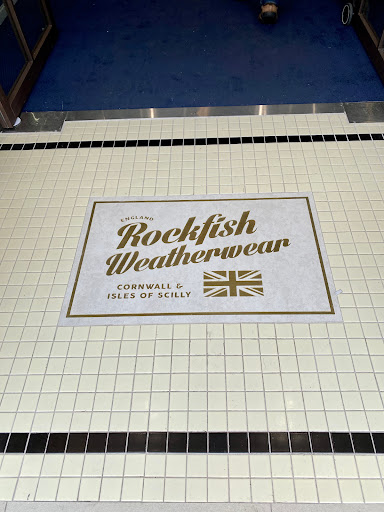 ENGLAND
Rockfish
Weatherwear
CORNWALL &
ISLES OF SCILLY